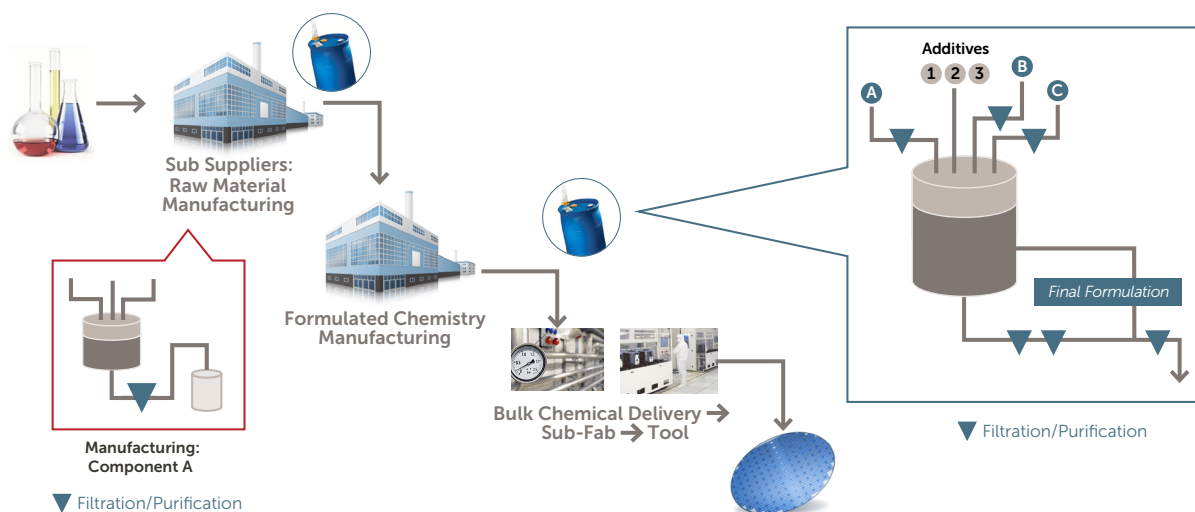 Sub Suppliers:
Raw Material
Manufacturing
Formulated Chemistry
Manufacturing
Bulk Chemical Delivery →
Sub-Fab → Tool
Manufacturing:
Component A
Filtration/Purification
Additives
1 2 3
A
B
C
Final Formulation
Filtration/Purification